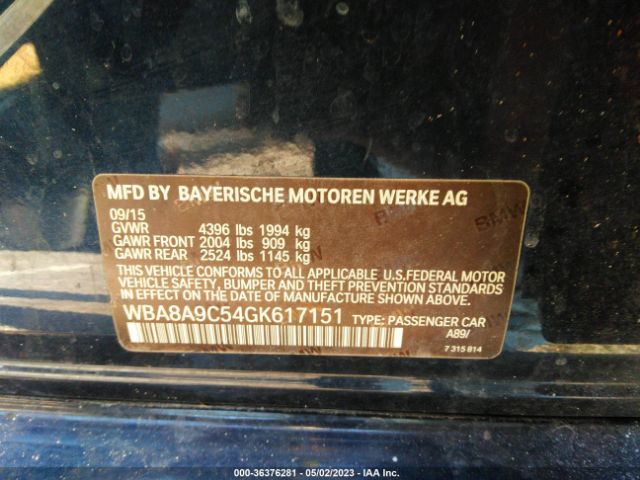 MFD BY BAYERISCHE MOTOREN WERKE AG
09/15
GVWR 4396 lbs 1994 kg
GAWR FRONT 2004 lbs 909 kg
GAWR REAR 2524 lbs 1145 kg
THIS VEHICLE CONFORMS TO ALL APPLICABLE U.S.FEDERAL MOTOR
VEHICLE SAFETY, BUMPER AND THEFT PREVENTION STANDARDS
IN EFFECT ON THE DATE OF MANUFACTURE SHOWN ABOVE.
WBA8A9C54GK617151 TYPE: PASSENGER CAR
A89/
7 315 814
000-36376281 - 05/02/2023 - IAA Inc.